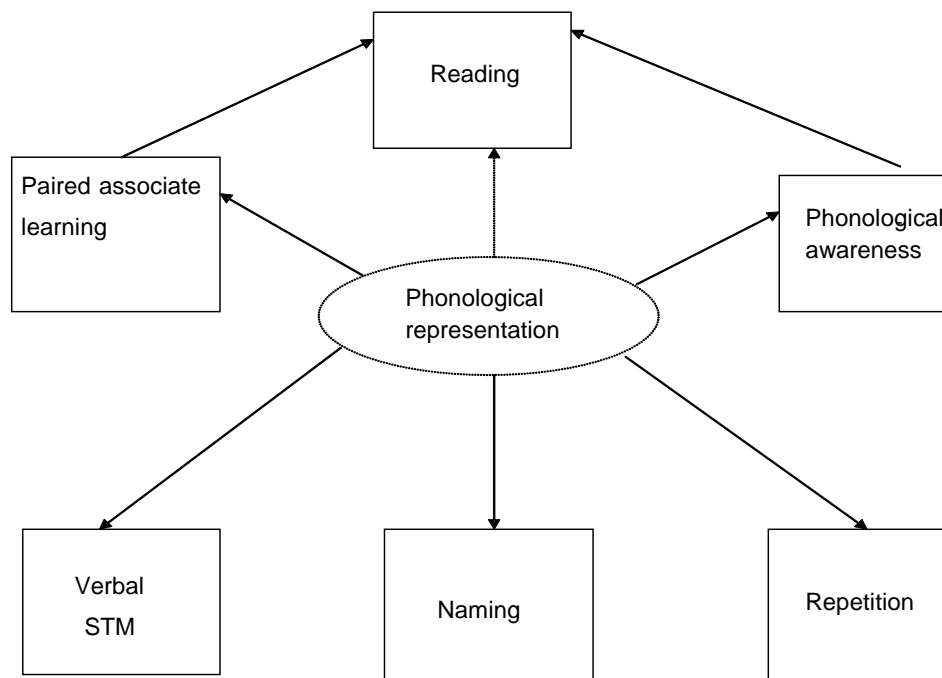 Reading
Paired associate
learning
Phonological
awareness
Phonological
representation
Verbal
STM
Naming
Repetition